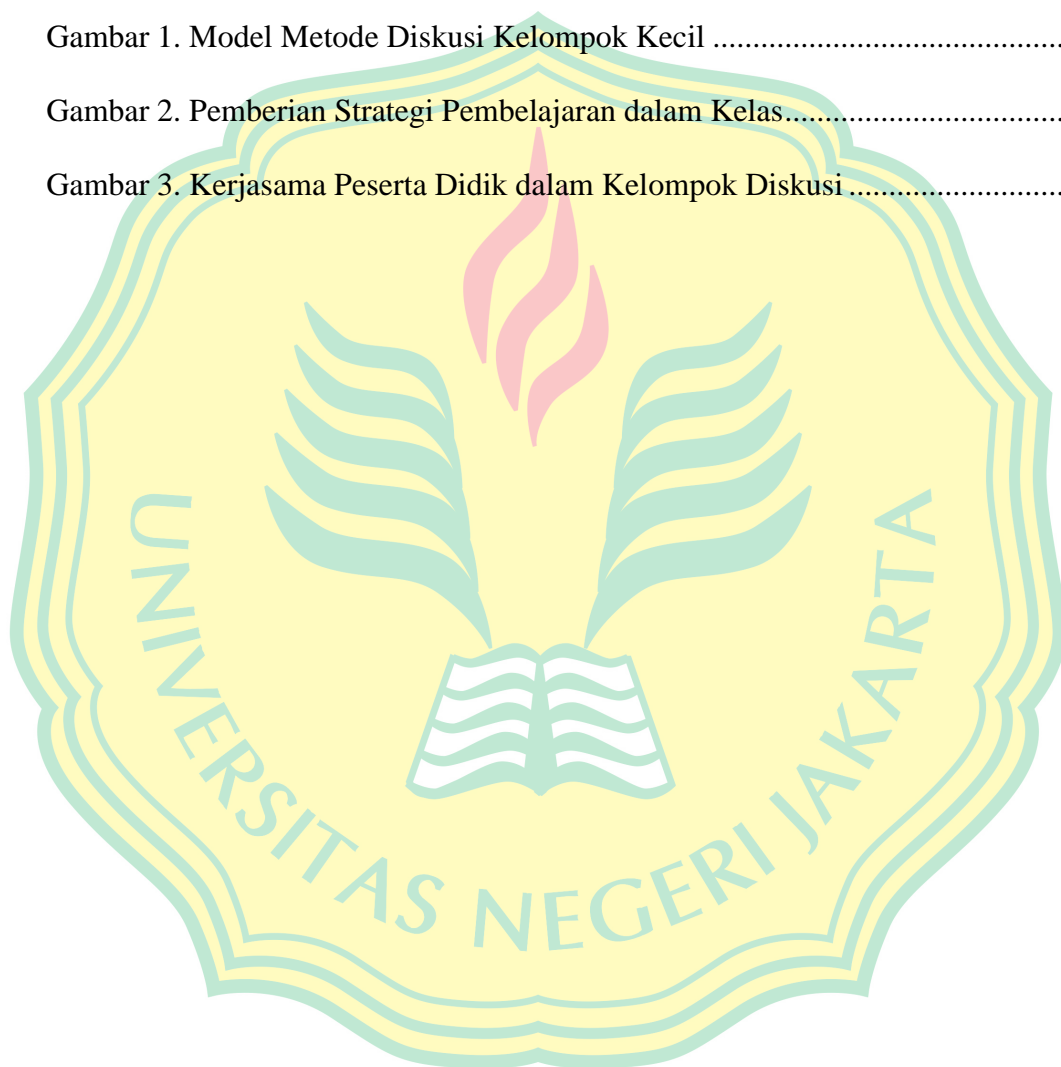 Gambar 1. Model Metode Diskusi Kelompok Kecil ............................................
Gambar 2. Pemberian Strategi Pembelajaran dalam Kelas...................................
Gambar 3. Kerjasama Peserta Didik dalam Kelompok Diskusi ...........................
UNIVERSITAS NEGERI JAKARTA